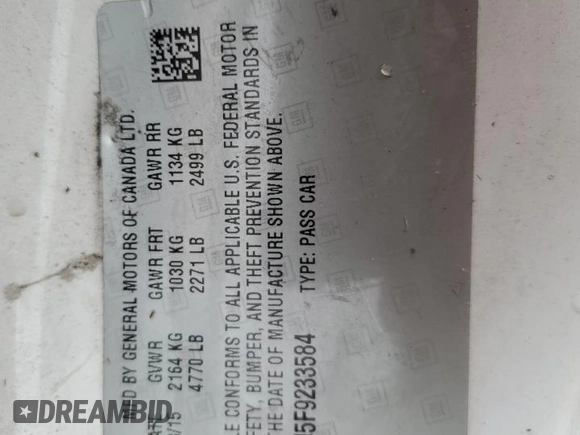 ED BY GENERAL MOTORS OF CANADA LTD.
GVWR GAWR FRT GAWR RR
/15 2164 KG 1030 KG 1134 KG
4770 LB 2271 LB 2499 LB
LE CONFORMS TO ALL APPLICABLE U.S. FEDERAL MOTOR
FETY, BUMPER, AND THEFT PREVENTION STANDARDS IN
THE DATE OF MANUFACTURE SHOWN ABOVE.
5F9233584 TYPE: PASS CAR
DREAMBID